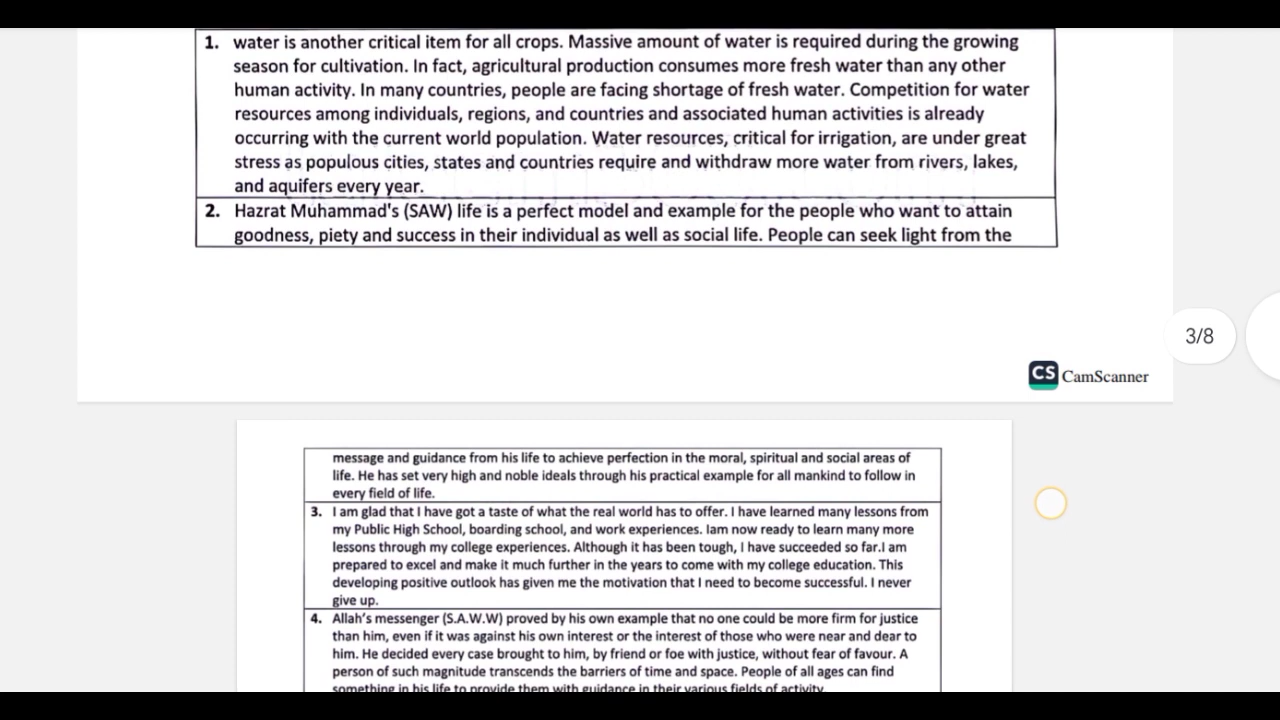 1. water is another critical item for all crops. Massive amount of water is required during the growing
season for cultivation. In fact, agricultural production consumes more fresh water than any other
human activity. In many countries, people are facing shortage of fresh water. Competition for water
resources among individuals, regions, and countries and associated human activities is already
occurring with the current world population. Water resources, critical for irrigation, are under great
stress as populous cities, states and countries require and withdraw more water from rivers, lakes,
and aquifers every year.
2. Hazrat Muhammad's (SAW) life is a perfect model and example for the people who want to attain
goodness, piety and success in their individual as well as social life. People can seek light from the
3/8
CS CamScanner
message and guidance from his life to achieve perfection in the moral, spiritual and social areas of
life. He has set very high and noble ideals through his practical example for all mankind to follow in
every field of life.
3. I am glad that I have got a taste of what the real world has to offer. I have learned many lessons from
my Public High School, boarding school, and work experiences. Iam now ready to learn many more
lessons through my college experiences. Although it has been tough, I have succeeded so far.I am
prepared to excel and make it much further in the years to come with my college education. This
developing positive outlook has given me the motivation that I need to become successful. I never
give up.
4. Allah's messenger (S.A.W.W) proved by his own example that no one could be more firm for justice
than him, even if it was against his own interest or the interest of those who were near and dear to
him. He decided every case brought to him, by friend or foe with justice, without fear of favour. A
person of such magnitude transcends the barriers of time and space. People of all ages can find
something in his life to provide them with guidance in their various fields of activity.